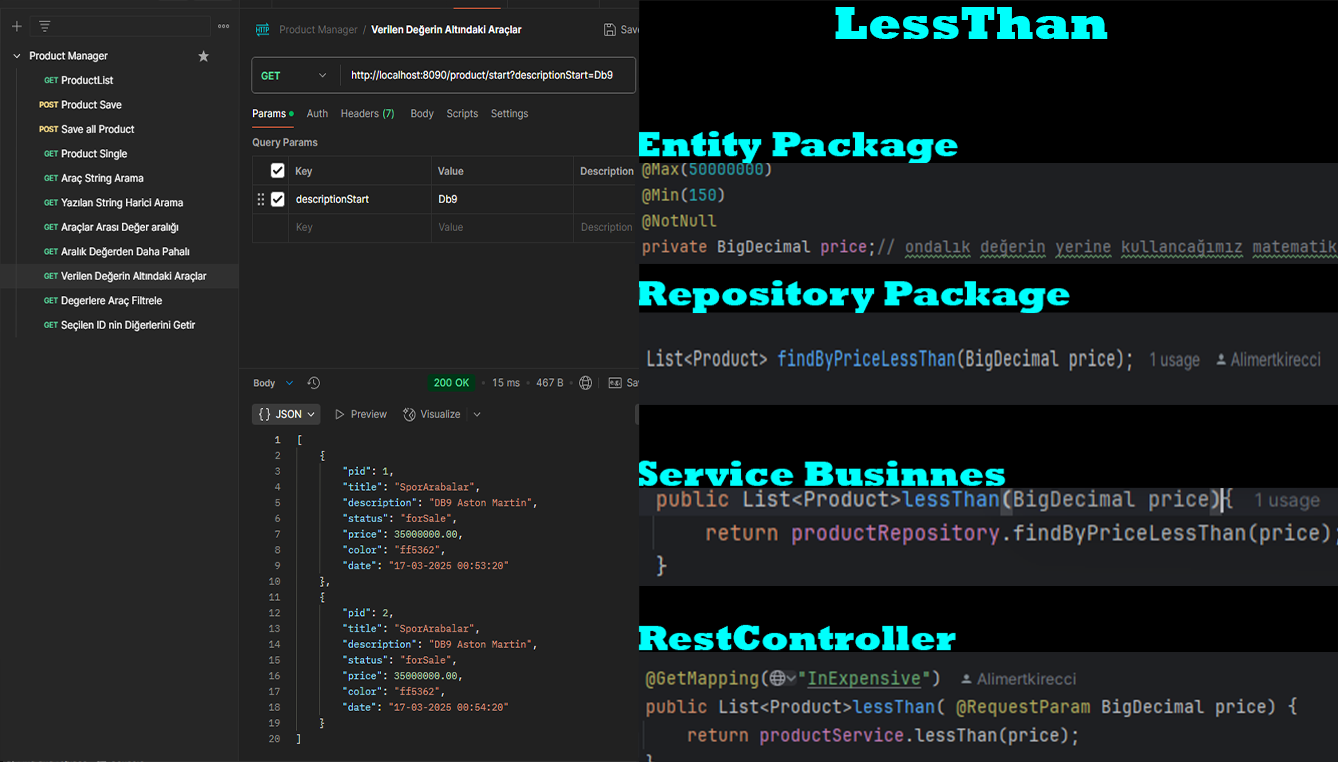 Product Manager
GET ProductList
POST Product Save
POST Save all Product
GET Product Single
GET Araç String Arama
GET Yazılan String Harici Arama
GET Araçlar Arası Değer aralığı
GET Aralık Değerden Daha Pahalı
GET Verilen Değerin Altındaki Araçlar
GET Degerlere Araç Filtrele
GET Seçilen ID nin Diğerlerini Getir
HTTP Product Manager / Verilen Değerin Altındaki Araçlar Save
GET http://localhost:8090/product/start?descriptionStart=Db9
Params Auth Headers (7) Body Scripts Settings
Query Params
Key Value Description
descriptionStart Db9
Key Value Description
Body 200 OK 15 ms 467 B e.g. Sav
{} JSON Preview Visualize
1 [
2 {
3 "pid": 1,
4 "title": "SporArabalar",
5 "description": "DB9 Aston Martin",
6 "status": "forSale",
7 "price": 35000000.00,
8 "color": "ff5362",
9 "date": "17-03-2025 00:53:20"
10 },
11 {
12 "pid": 2,
13 "title": "SporArabalar",
14 "description": "DB9 Aston Martin",
15 "status": "forSale",
16 "price": 35000000.00,
17 "color": "ff5362",
18 "date": "17-03-2025 00:54:20"
19 }
20 ]
LessThan
Entity Package
@Max(50000000)
@Min(150)
@NotNull
private BigDecimal price;// ondalık değerin yerine kullancağımız matematik
Repository Package
List<Product> findByPriceLessThan(BigDecimal price); 1 usage Alimertkirecci
Service Businnes
public List<Product>lessThan(BigDecimal price){ 1 usage
return productRepository.findByPriceLessThan(price);
}
RestController
@GetMapping("InExpensive") Alimertkirecci
public List<Product>lessThan( @RequestParam BigDecimal price) {
return productService.lessThan(price);
}